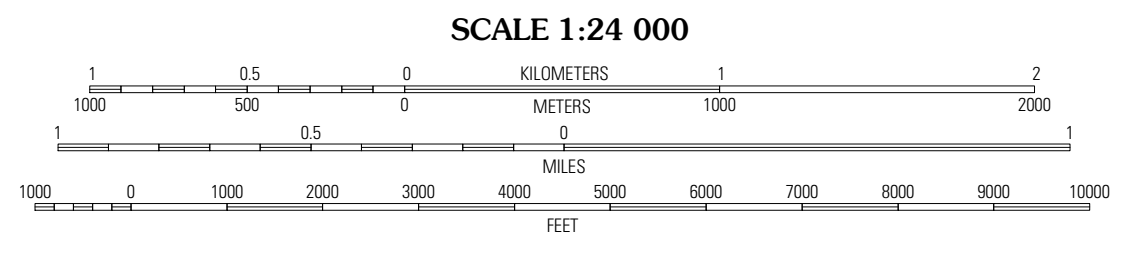 SCALE 1:24 000
1 0.5 0 KILOMETERS 1 2
1000 500 0 METERS 1000 2000
1 0.5 0 1
MILES
1000 0 1000 2000 3000 4000 5000 6000 7000 8000 9000 10000
FEET